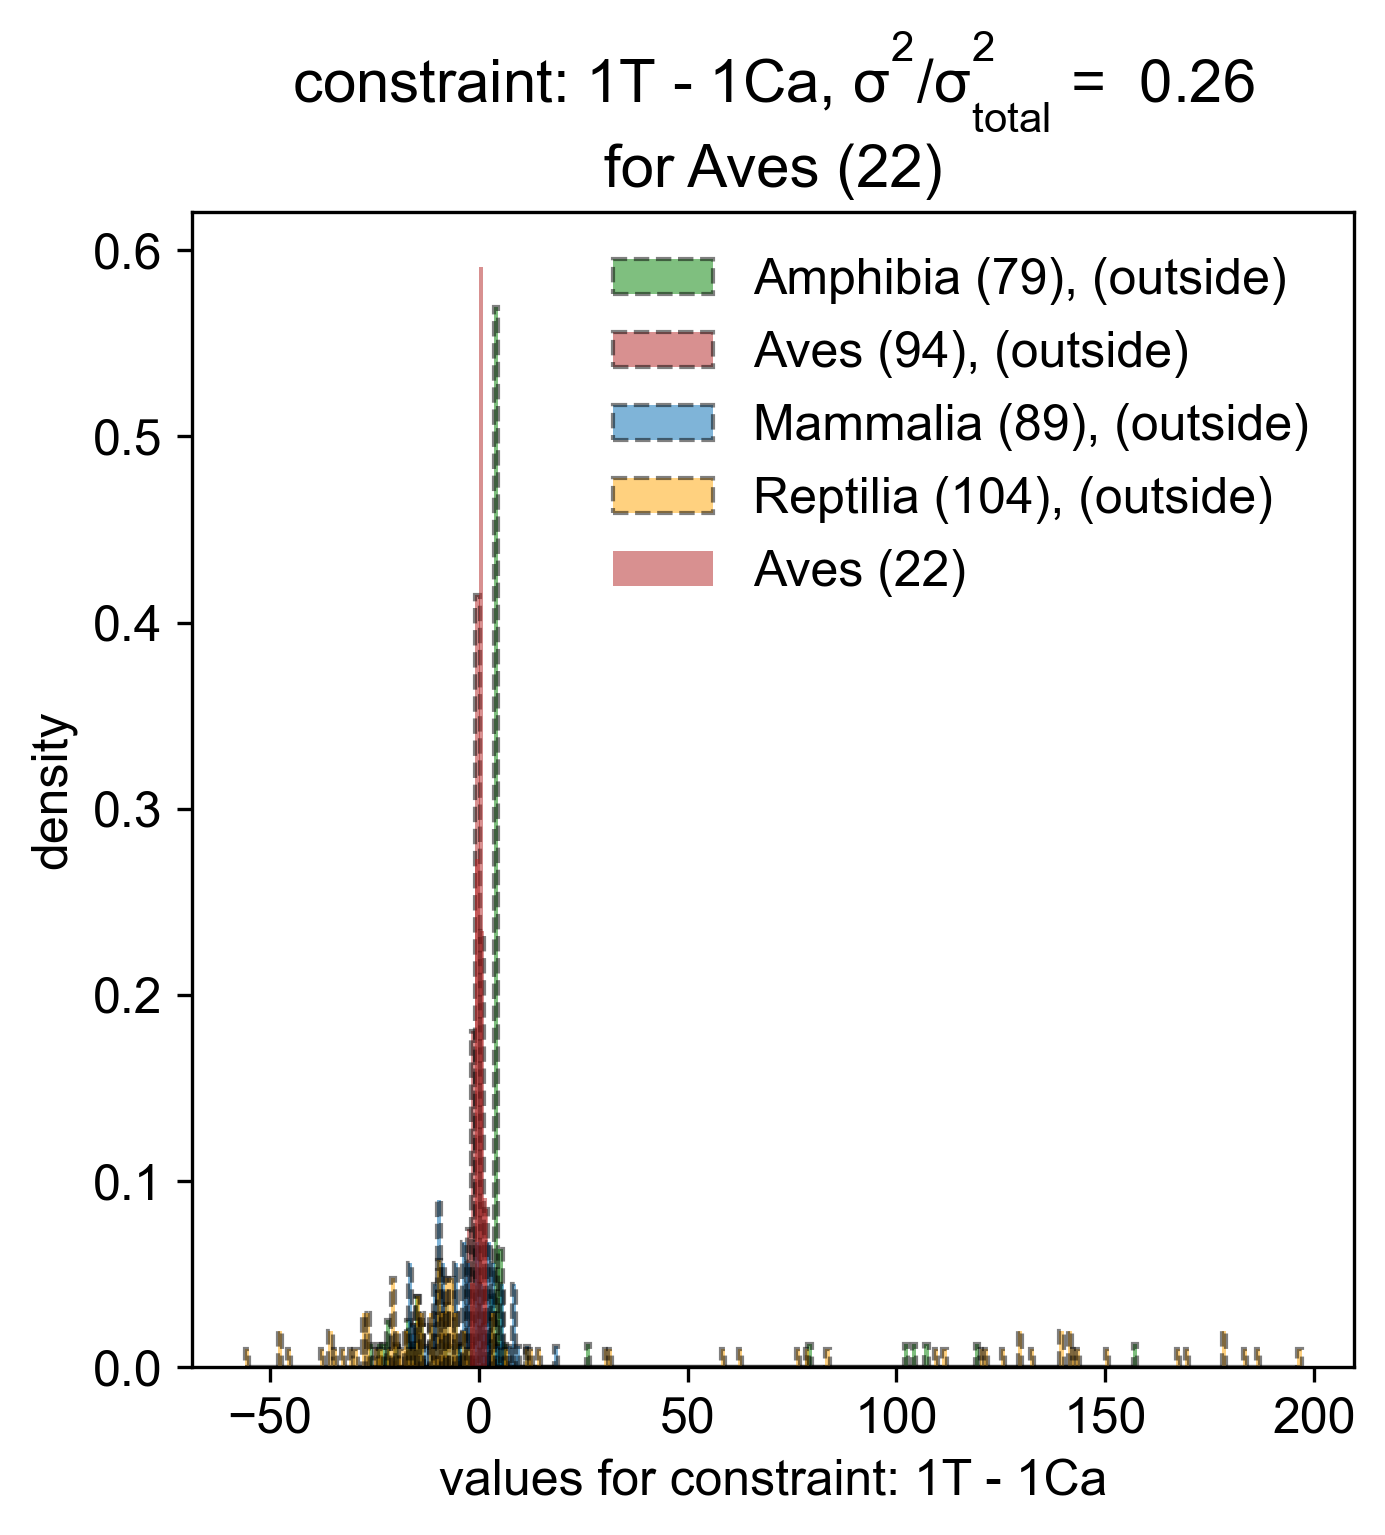 constraint: 1T - 1Ca, σ²/σ²total = 0.26
for Aves (22)
Amphibia (79), (outside)
Aves (94), (outside)
Mammalia (89), (outside)
Reptilia (104), (outside)
Aves (22)
density
0.6
0.5
0.4
0.3
0.2
0.1
0.0
−50 0 50 100 150 200
values for constraint: 1T - 1Ca